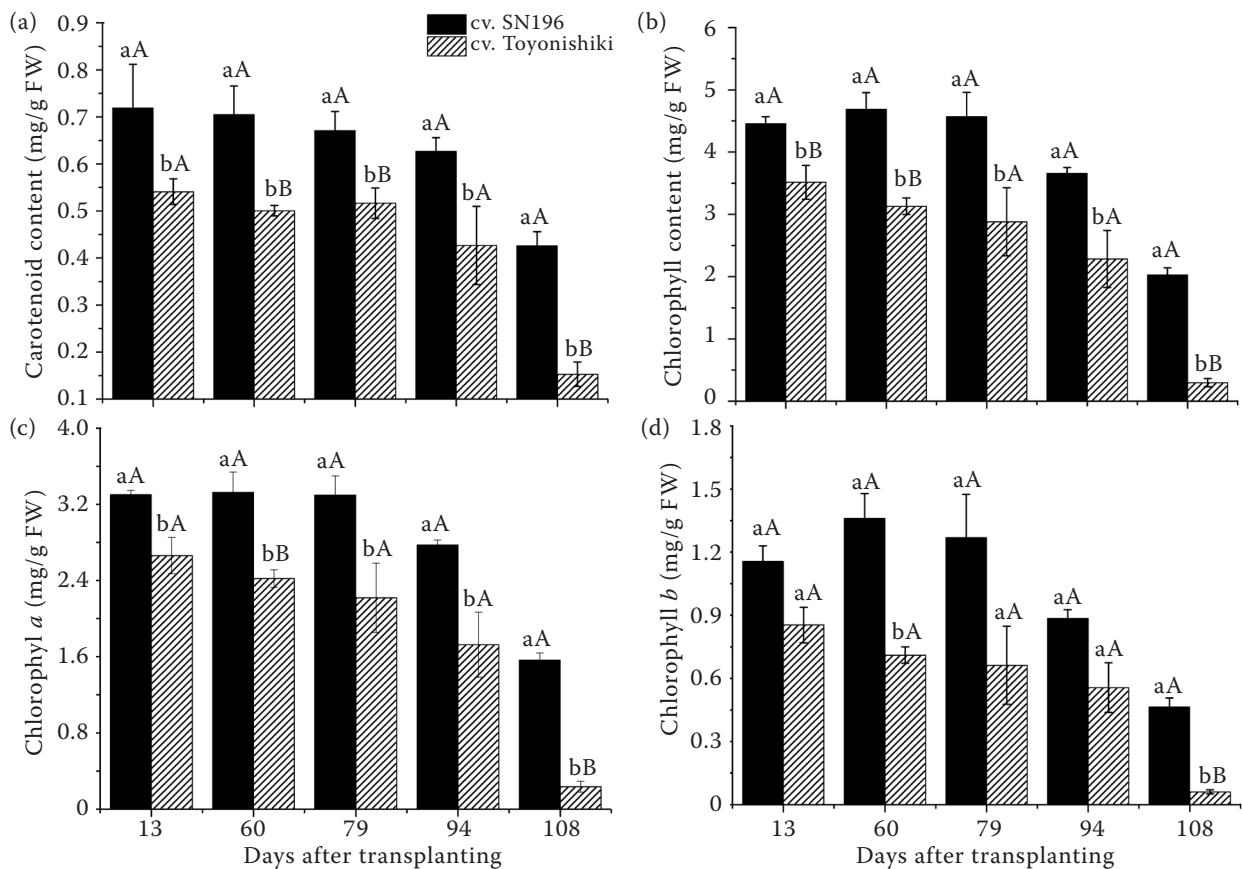 (a)
cv. SN196
cv. Toyonishiki
Carotenoid content (mg/g FW)
0.9
0.8
0.7
0.6
0.5
0.4
0.3
0.2
0.1
aA
bA
aA
bB
aA
bB
aA
bA
aA
bB
(b)
Chlorophyll content (mg/g FW)
6
5
4
3
2
1
0
aA
bB
aA
bB
aA
bA
aA
bA
aA
bB
(c)
Chlorophyl a (mg/g FW)
4.0
3.2
2.4
1.6
0.8
0
aA
bA
aA
bB
aA
bA
aA
bA
aA
bB
13 60 79 94 108
Days after transplanting
(d)
Chlorophyll b (mg/g FW)
1.8
1.5
1.2
0.9
0.6
0.3
0
aA
aA
aA
bA
aA
aA
aA
aA
aA
bB
13 60 79 94 108
Days after transplanting